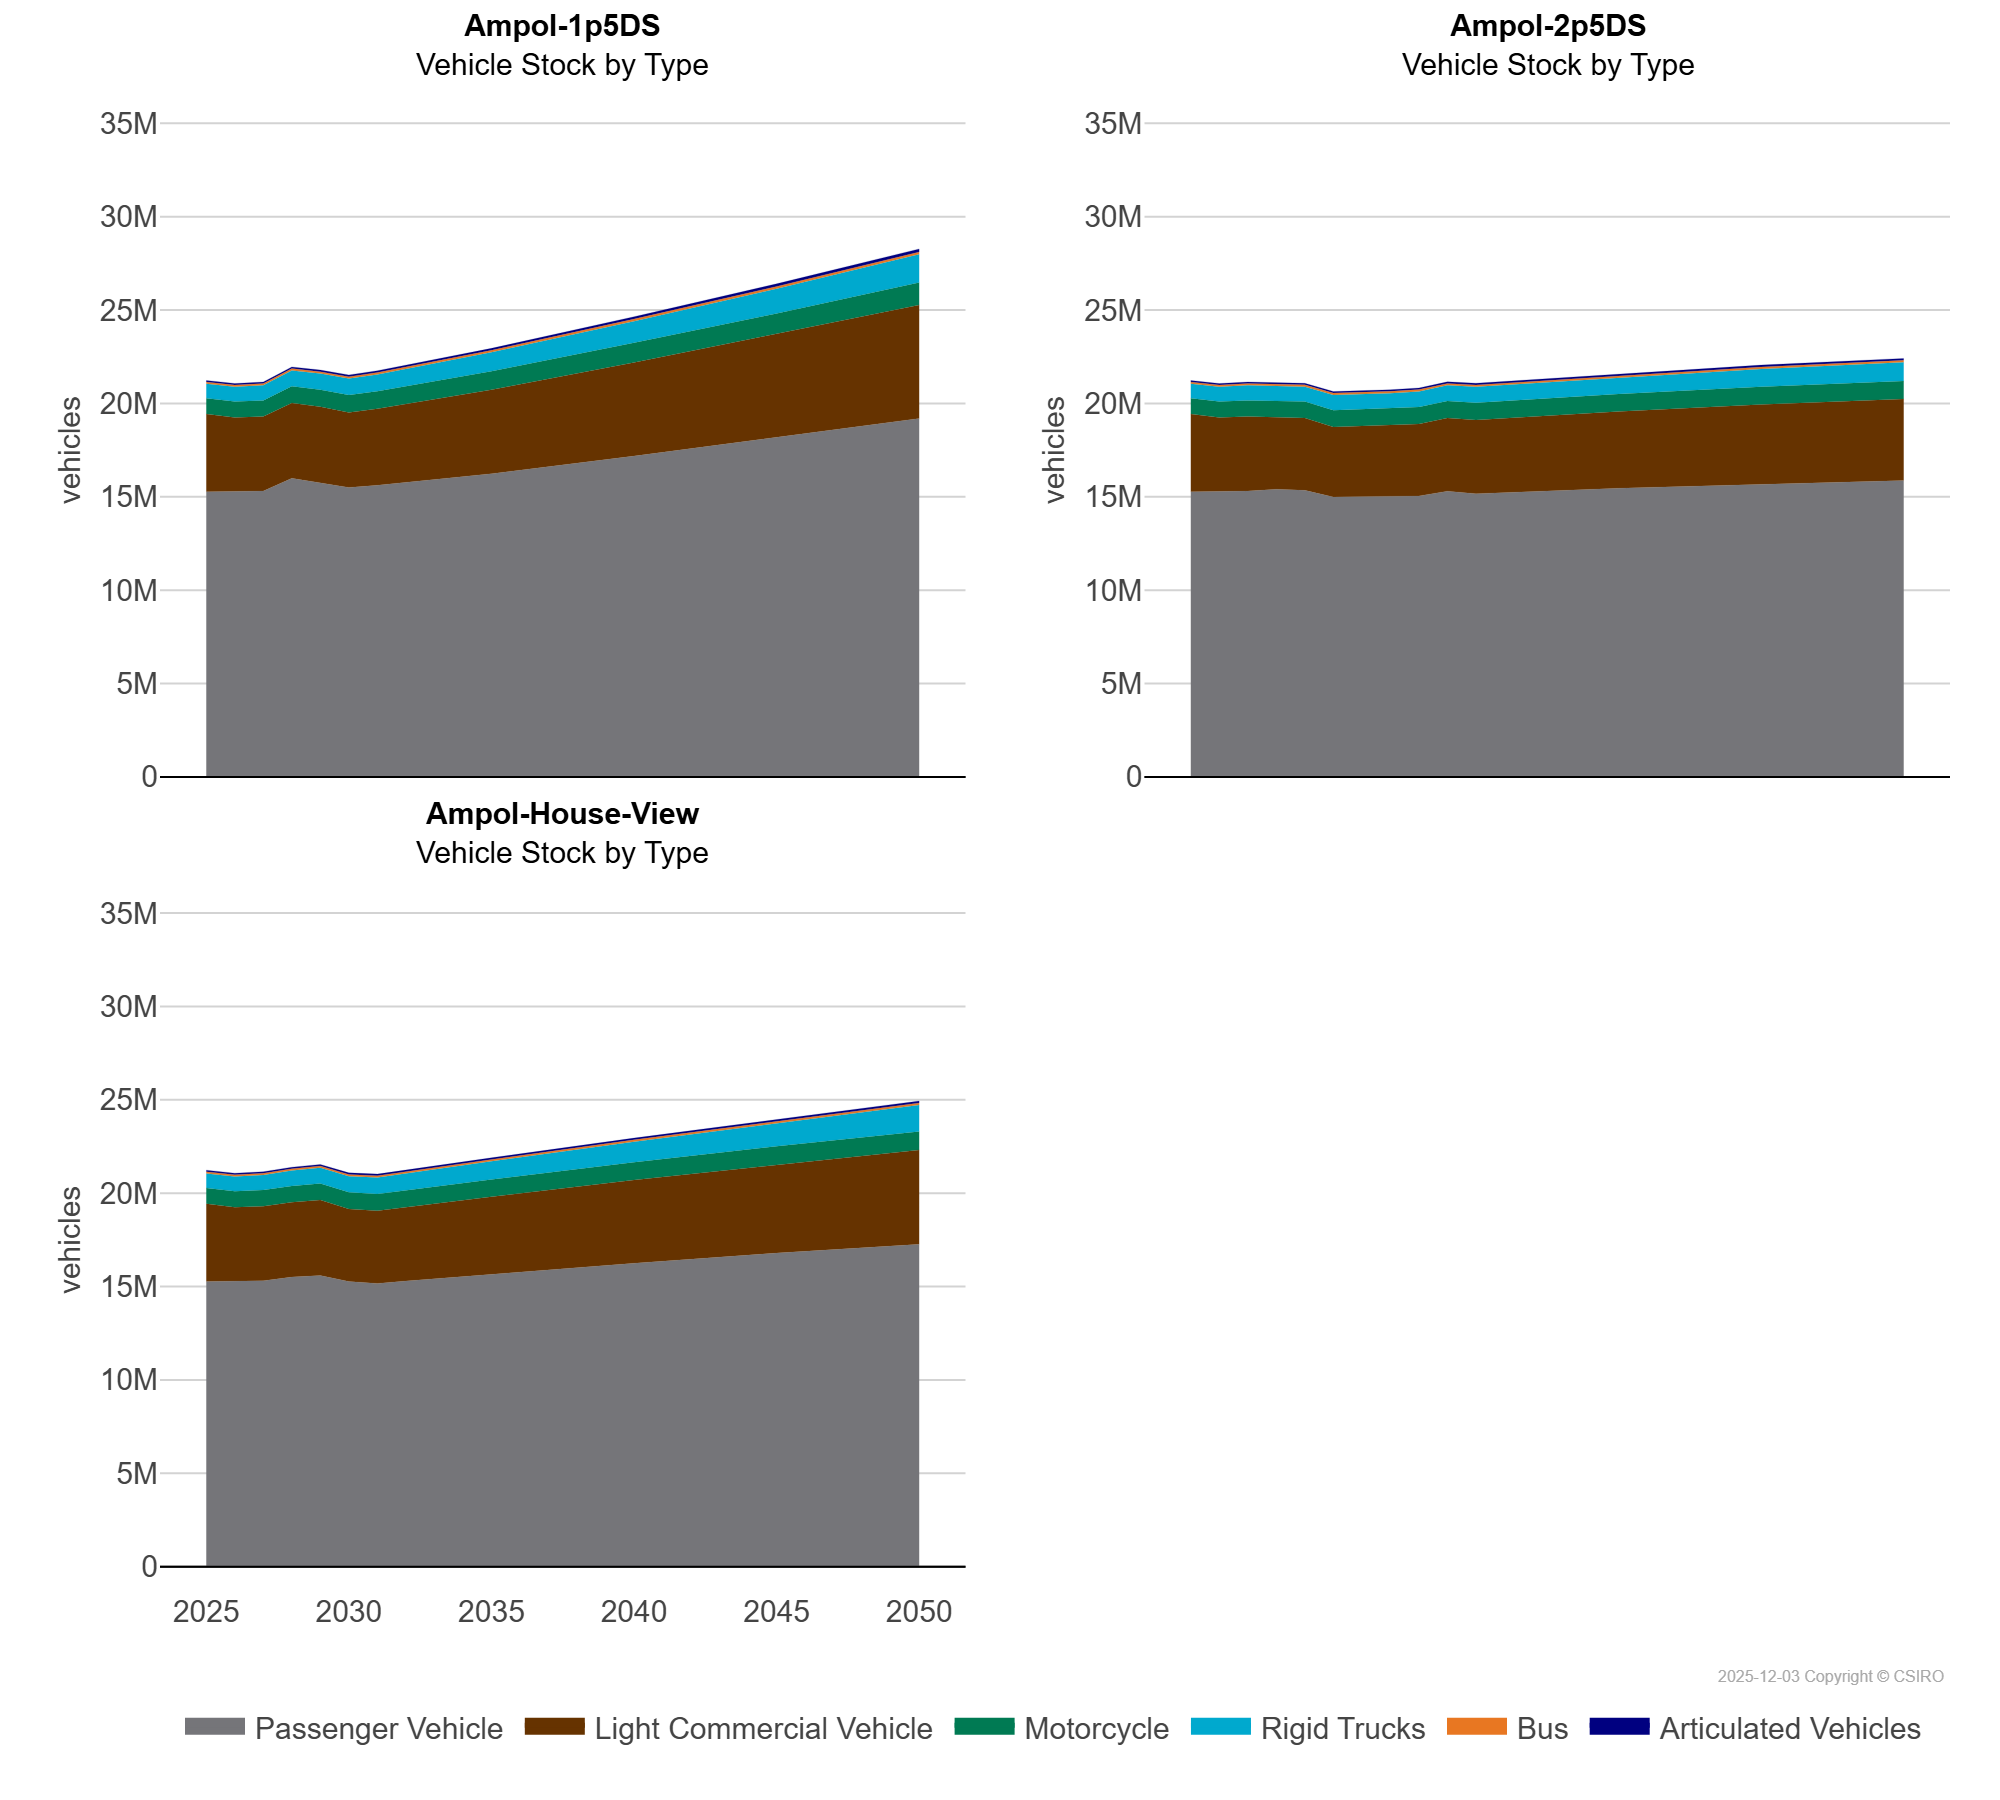 Ampol-1p5DS
Vehicle Stock by Type
35M
30M
25M
20M
15M
10M
5M
0
vehicles
Ampol-2p5DS
Vehicle Stock by Type
35M
30M
25M
20M
15M
10M
5M
0
vehicles
Ampol-House-View
Vehicle Stock by Type
35M
30M
25M
20M
15M
10M
5M
0
vehicles
2025 2030 2035 2040 2045 2050
2025-12-03 Copyright © CSIRO
Passenger Vehicle Light Commercial Vehicle Motorcycle Rigid Trucks Bus Articulated Vehicles